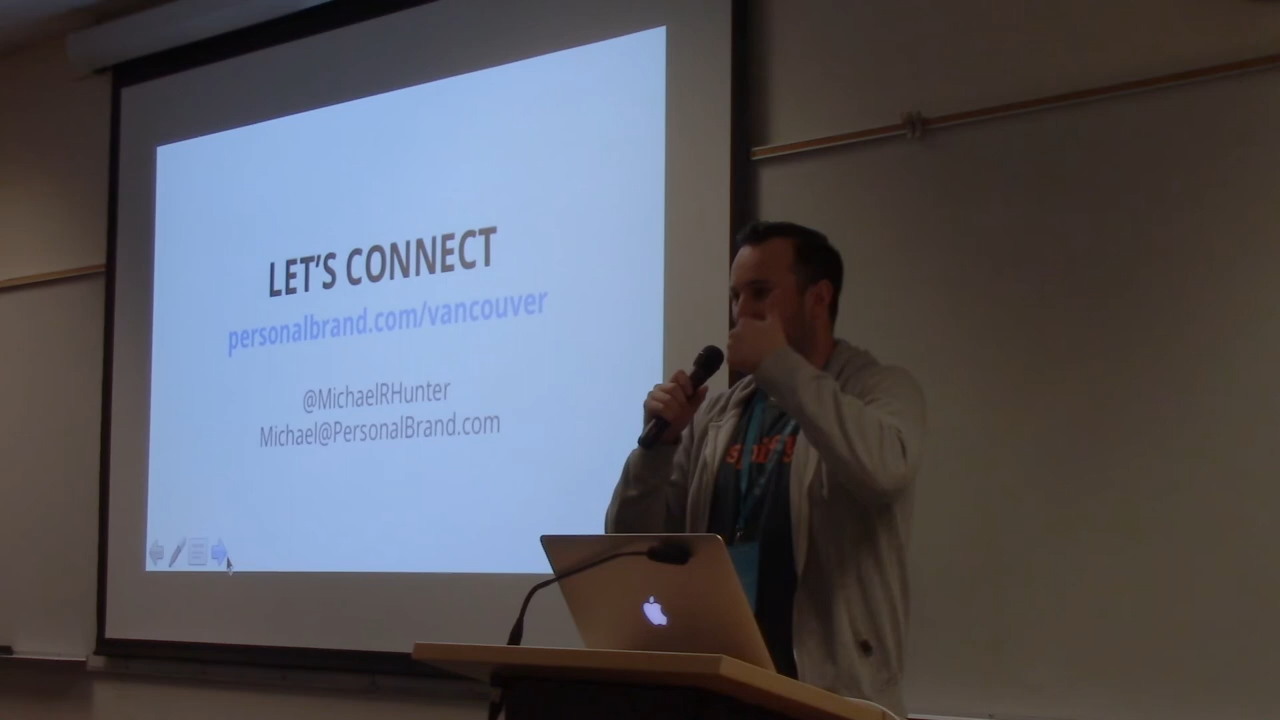 LET'S CONNECT
personalbrand.com/vancouver
@MichaelRHunter
Michael@PersonalBrand.com